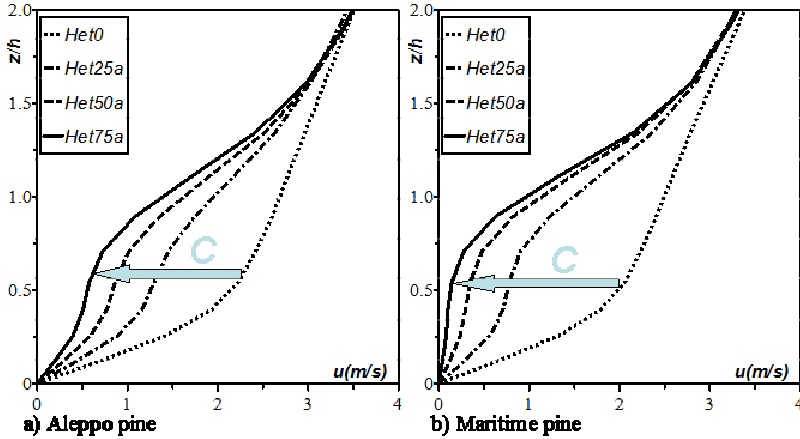 2.0
z/h
Het0
Het25a
Het50a
Het75a
1.5
1.0
C
0.5
u(m/s)
0
0 1 2 3 4
a) Aleppo pine
2.0
z/h
Het0
Het25a
Het50a
Het75a
1.5
1.0
C
0.5
u(m/s)
0
0 1 2 3 4
b) Maritime pine